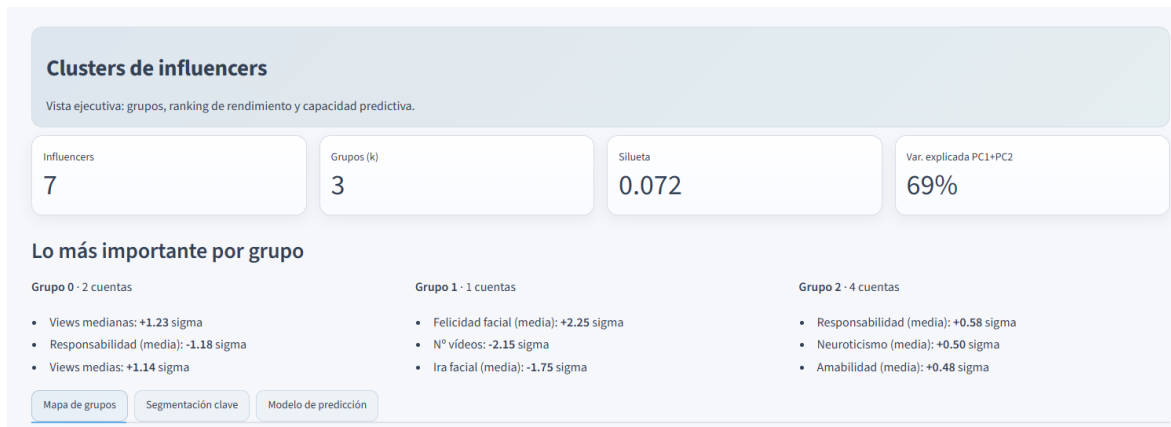 Clusters de influencers
Vista ejecutiva: grupos, ranking de rendimiento y capacidad predictiva.
Influencers
7
Grupos (k)
3
Silueta
0.072
Var. explicada PC1+PC2
69%
Lo más importante por grupo
Grupo 0 · 2 cuentas
• Views medianas: +1.23 sigma
• Responsabilidad (media): -1.18 sigma
• Views medias: +1.14 sigma
Grupo 1 · 1 cuentas
• Felicidad facial (media): +2.25 sigma
• Nº vídeos: -2.15 sigma
• Ira facial (media): -1.75 sigma
Grupo 2 · 4 cuentas
• Responsabilidad (media): +0.58 sigma
• Neuroticismo (media): +0.50 sigma
• Amabilidad (media): +0.48 sigma
Mapa de grupos
Segmentación clave
Modelo de predicción